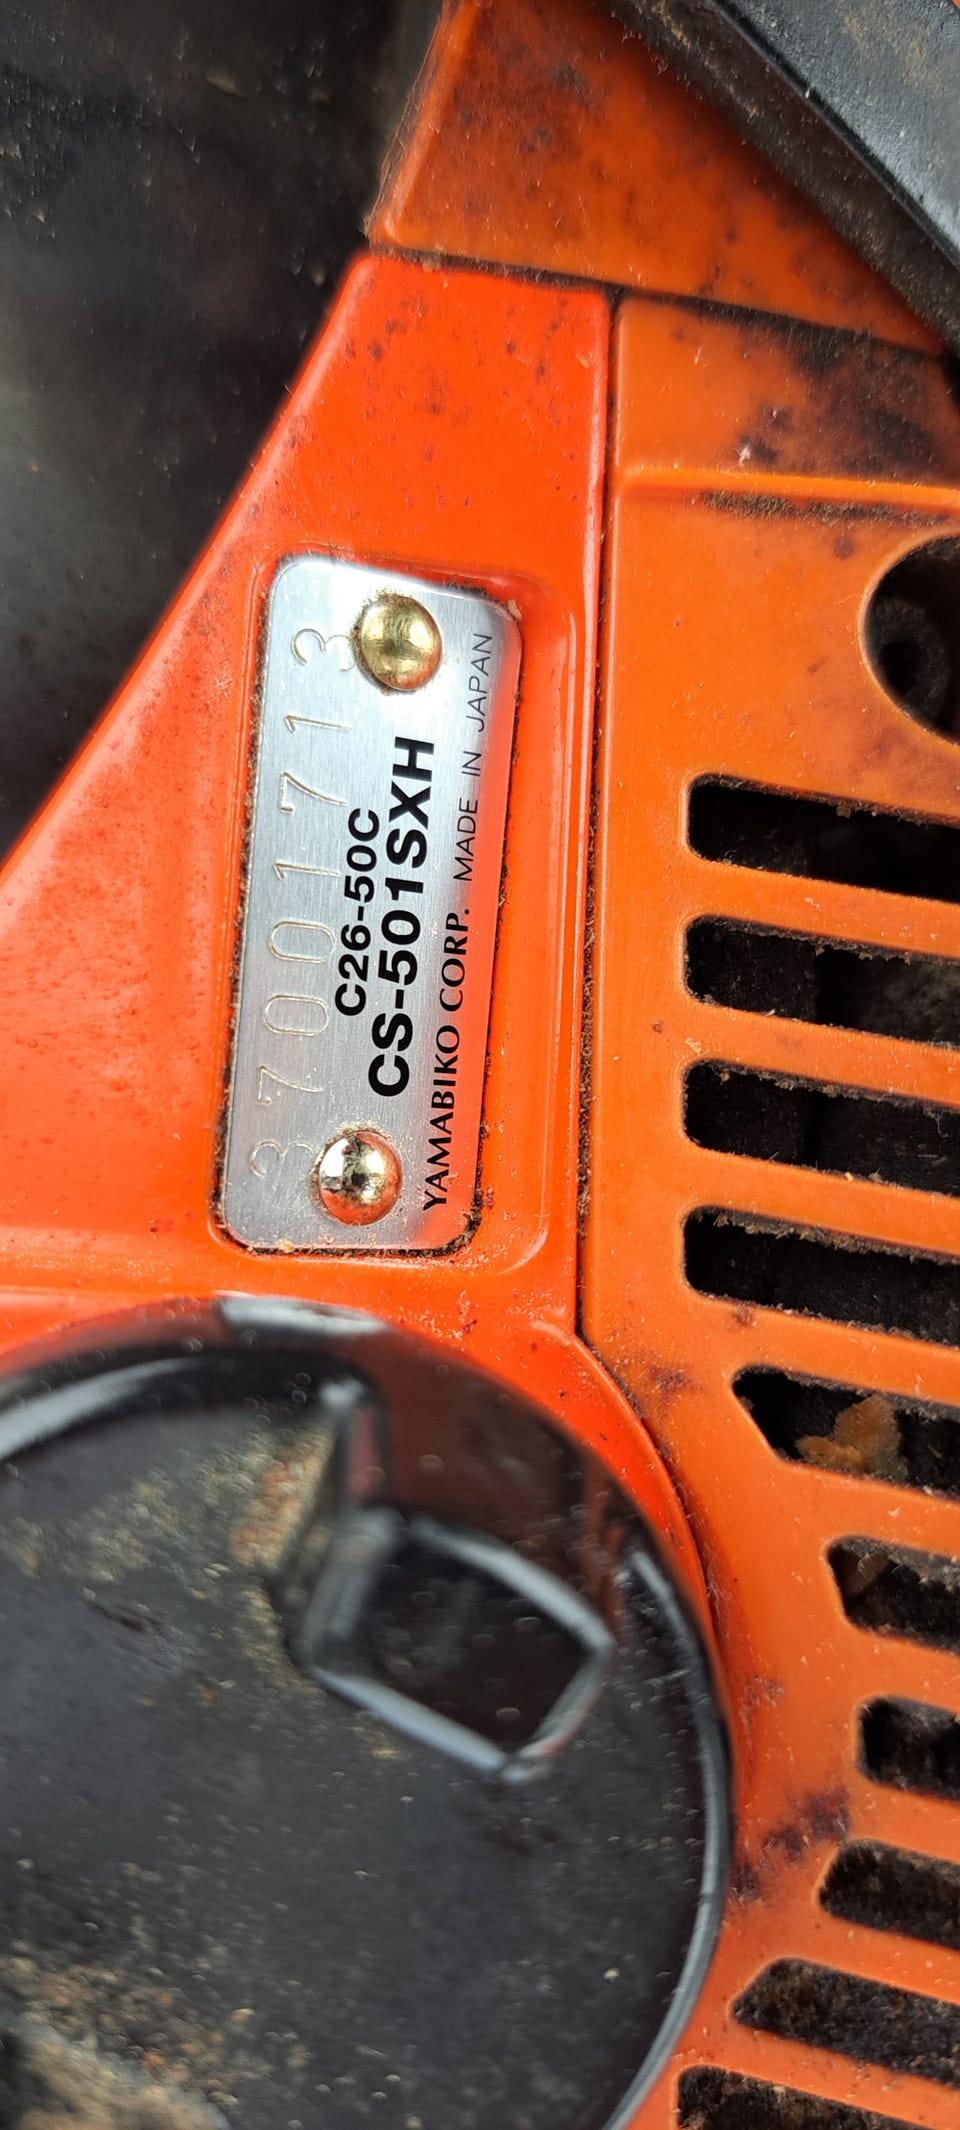 37001713
C26-50C
CS-501SXH
YAMABIKO CORP. MADE IN JAPAN